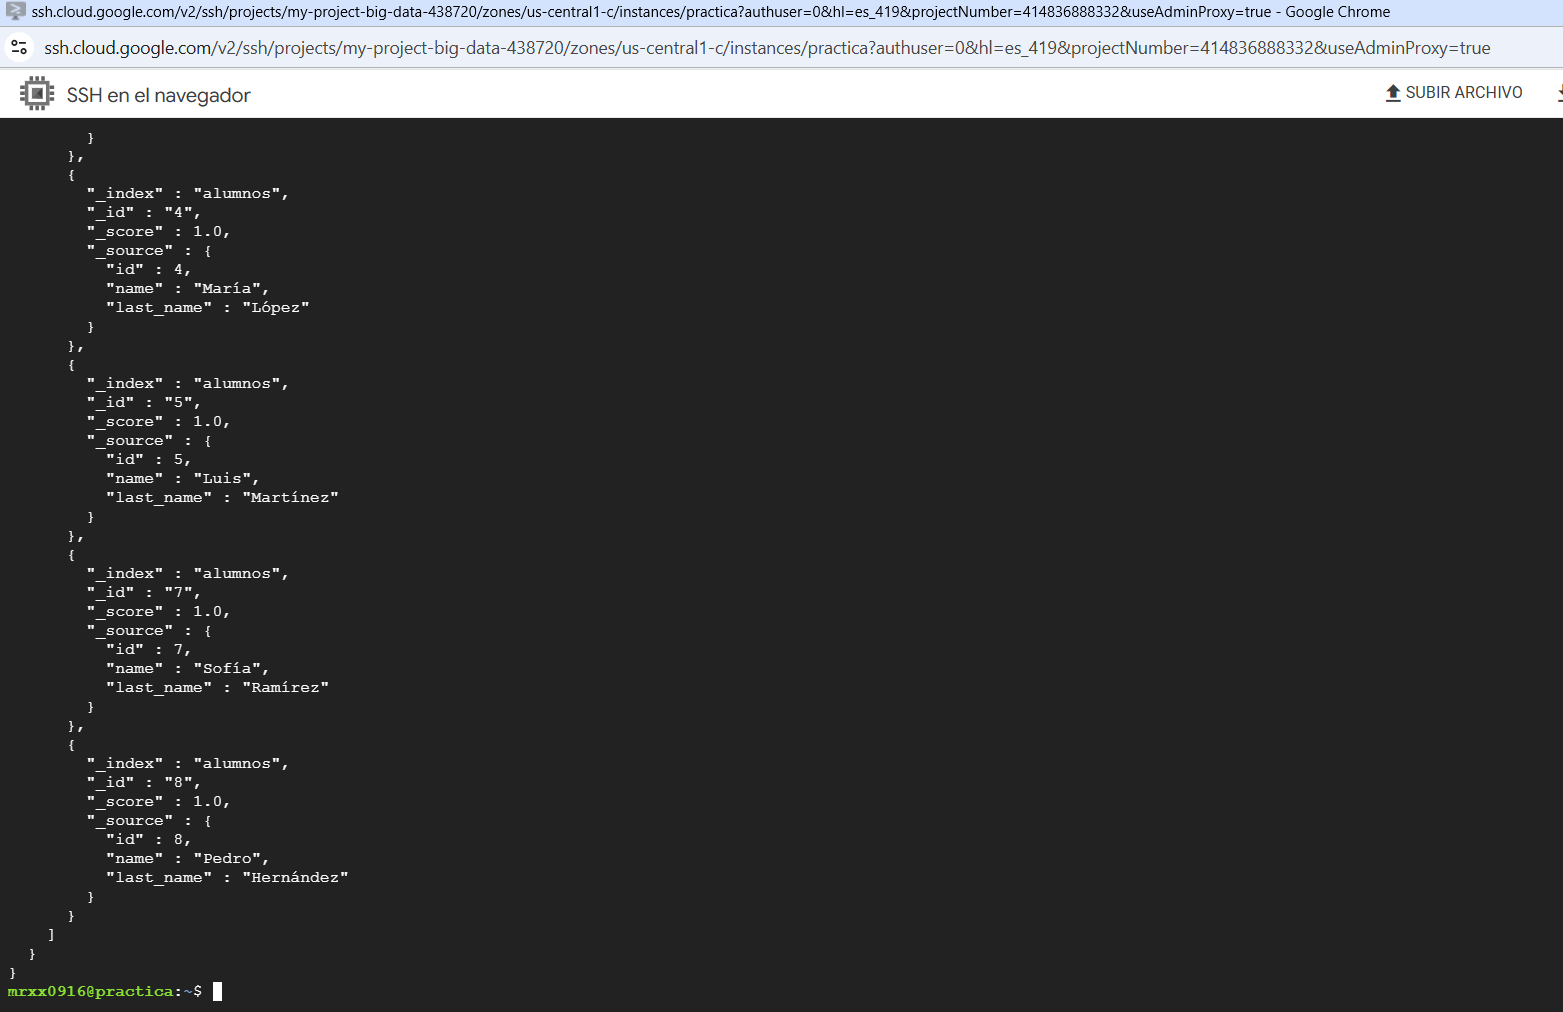 ssh.cloud.google.com/v2/ssh/projects/my-project-big-data-438720/zones/us-central1-c/instances/practica?authuser=0&hl=es_419&projectNumber=414836888332&useAdminProxy=true - Google Chrome
ssh.cloud.google.com/v2/ssh/projects/my-project-big-data-438720/zones/us-central1-c/instances/practica?authuser=0&hl=es_419&projectNumber=414836888332&useAdminProxy=true
SSH en el navegador
SUBIR ARCHIVO
        }
      },
      {
        "_index" : "alumnos",
        "_id" : "4",
        "_score" : 1.0,
        "_source" : {
          "id" : 4,
          "name" : "María",
          "last_name" : "López"
        }
      },
      {
        "_index" : "alumnos",
        "_id" : "5",
        "_score" : 1.0,
        "_source" : {
          "id" : 5,
          "name" : "Luis",
          "last_name" : "Martínez"
        }
      },
      {
        "_index" : "alumnos",
        "_id" : "7",
        "_score" : 1.0,
        "_source" : {
          "id" : 7,
          "name" : "Sofía",
          "last_name" : "Ramírez"
        }
      },
      {
        "_index" : "alumnos",
        "_id" : "8",
        "_score" : 1.0,
        "_source" : {
          "id" : 8,
          "name" : "Pedro",
          "last_name" : "Hernández"
        }
      }
    ]
  }
}
mrxx0916@practica:~$